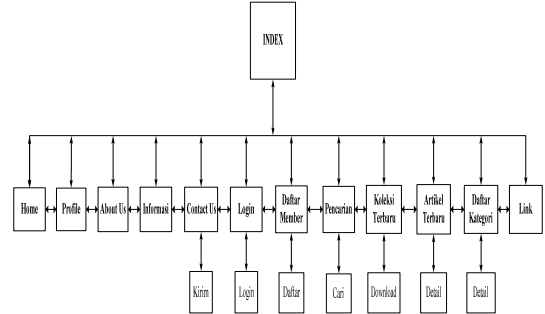 INDEX
Home
Profile
About Us
Informasi
Contact Us
Login
Daftar
Member
Pencarian
Koleksi
Terbaru
Artikel
Terbaru
Daftar
Kategori
Link
Kirim
Login
Daftar
Cari
Download
Detail
Detail